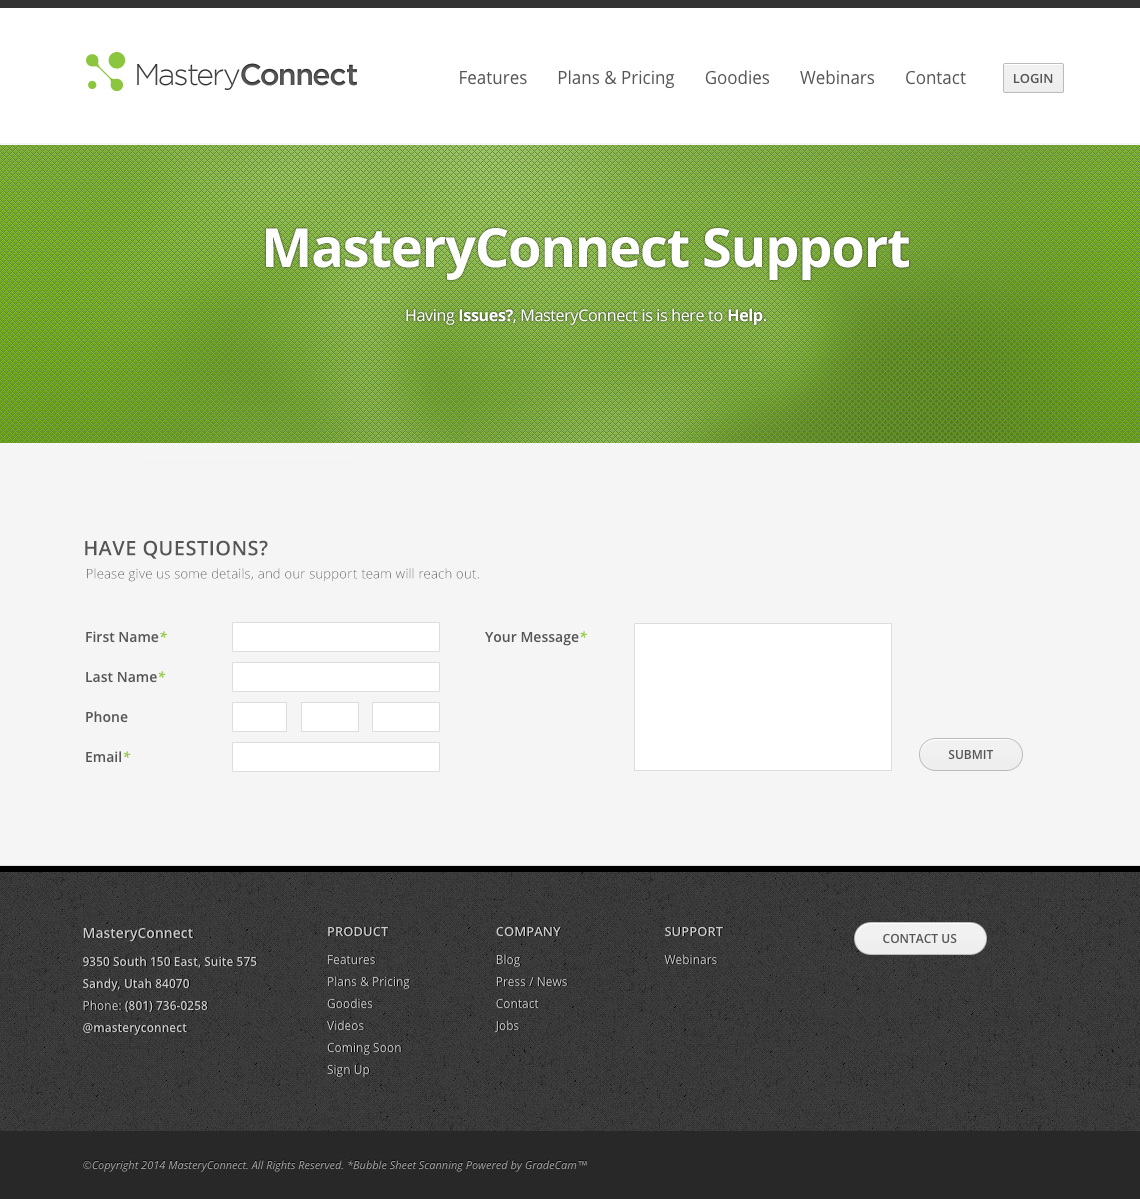 MasteryConnect
Features
Plans & Pricing
Goodies
Webinars
Contact
LOGIN
MasteryConnect Support
Having Issues?, MasteryConnect is is here to Help.
HAVE QUESTIONS?
Please give us some details, and our support team will reach out.
First Name*
Last Name*
Phone
Email*
Your Message*
SUBMIT
MasteryConnect
9350 South 150 East, Suite 575
Sandy, Utah 84070
Phone: (801) 736-0258
@masteryconnect
PRODUCT
Features
Plans & Pricing
Goodies
Videos
Coming Soon
Sign Up
COMPANY
Blog
Press / News
Contact
Jobs
SUPPORT
Webinars
CONTACT US
©Copyright 2014 MasteryConnect. All Rights Reserved. *Bubble Sheet Scanning Powered by GradeCam™